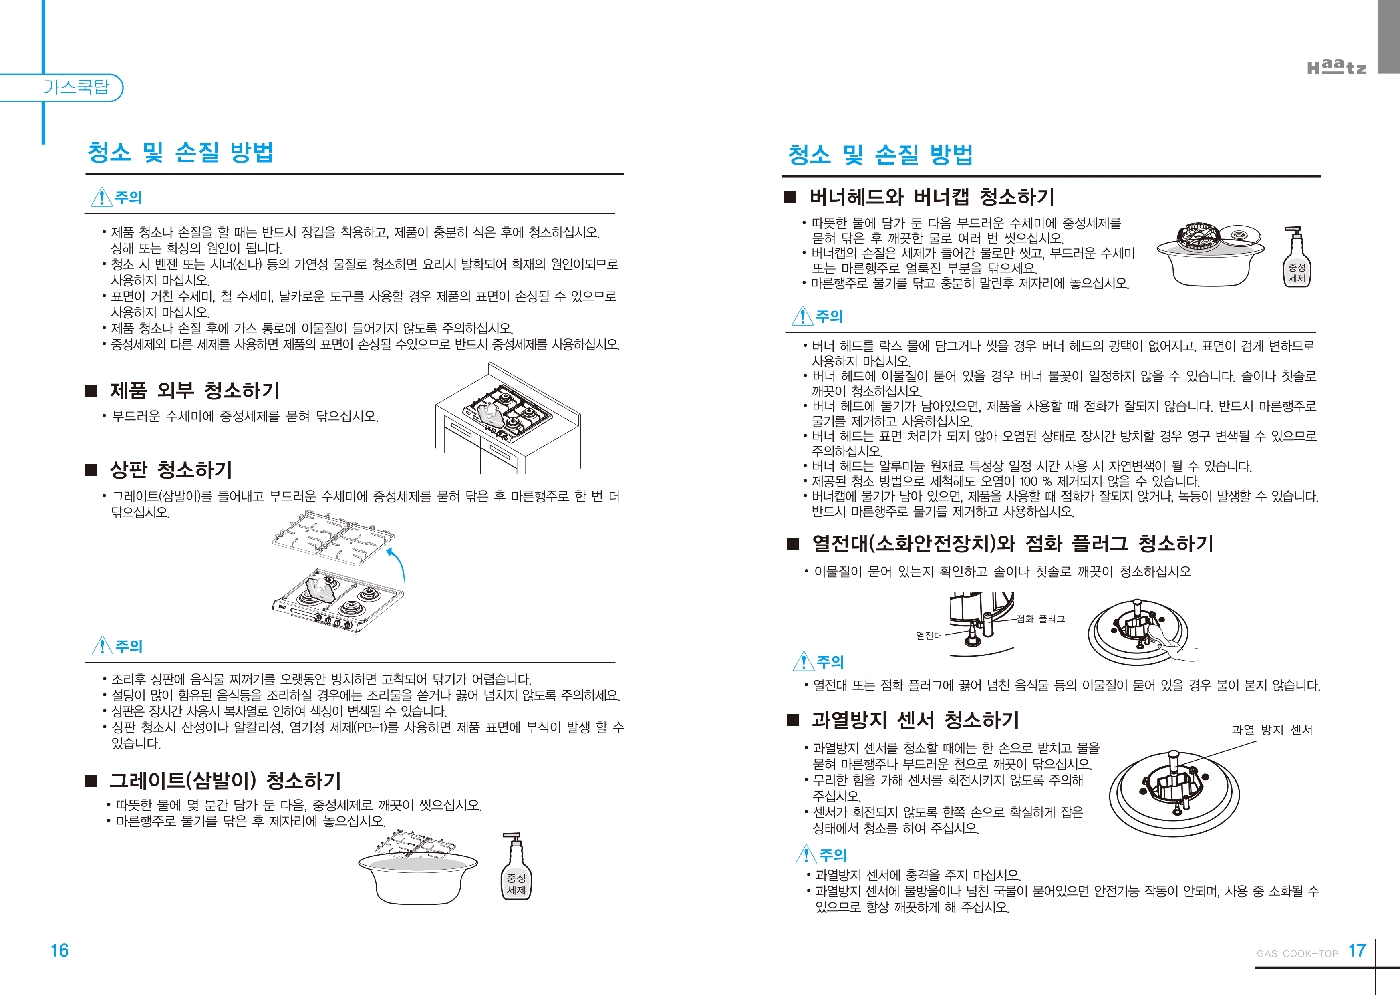 가스쿡탑
청소 및 손질 방법
주의
• 제품 청소나 손질을 할 때는 반드시 장갑을 착용하고, 제품이 충분히 식은 후에 청소하십시오.
상해 또는 화상의 원인이 됩니다.
• 청소 시 벤젠 또는 시너(신나) 등의 가연성 물질로 청소하면 요리시 발화되어 화재의 원인이되므로
사용하지 마십시오.
• 표면이 거친 수세미, 철 수세미, 날카로운 도구를 사용할 경우 제품의 표면이 손상될 수 있으므로
사용하지 마십시오.
• 제품 청소나 손질 후에 가스 통로에 이물질이 들어가지 않도록 주의하십시오.
• 중성세제외 다른 세제를 사용하면 제품의 표면이 손상될 수있으므로 반드시 중성세제를 사용하십시오.
■ 제품 외부 청소하기
• 부드러운 수세미에 중성세제를 묻혀 닦으십시오.
■ 상판 청소하기
• 그레이트(삼발이)를 들어내고 부드러운 수세미에 중성세제를 묻혀 닦은 후 마른행주로 한 번 더
닦으십시오.
주의
• 조리후 상판에 음식물 찌꺼기를 오랫동안 방치하면 고착되어 닦기가 어렵습니다.
• 설탕이 많이 함유된 음식등을 조리하실 경우에는 조리물을 쏟거나 끓어 넘치지 않도록 주의하세요.
• 상판은 장시간 사용시 복사열로 인하여 색상이 변색될 수 있습니다.
• 상판 청소시 산성이나 알칼리성, 염기성 세제(PB-1)를 사용하면 제품 표면에 부식이 발생 할 수
있습니다.
■ 그레이트(삼발이) 청소하기
• 따뜻한 물에 몇 분간 담가 둔 다음, 중성세제로 깨끗이 씻으십시오.
• 마른행주로 물기를 닦은 후 제자리에 놓으십시오.
중성
세제
16
Haatz
청소 및 손질 방법
■ 버너헤드와 버너캡 청소하기
• 따뜻한 물에 담가 둔 다음 부드러운 수세미에 중성세제를
묻혀 닦은 후 깨끗한 물로 여러 번 씻으십시오.
• 버너캡의 손질은 세제가 들어간 물로만 씻고, 부드러운 수세미
또는 마른행주로 얼룩진 부분을 닦으세요.
• 마른행주로 물기를 닦고 충분히 말린후 제자리에 놓으십시오.
중성
세제
주의
• 버너 헤드를 락스 물에 담그거나 씻을 경우 버너 헤드의 광택이 없어지고, 표면이 검게 변하므로
사용하지 마십시오.
• 버너 헤드에 이물질이 묻어 있을 경우 버너 불꽃이 일정하지 않을 수 있습니다. 솔이나 칫솔로
깨끗이 청소하십시오.
• 버너 헤드에 물기가 남아있으면, 제품을 사용할 때 점화가 잘되지 않습니다. 반드시 마른행주로
물기를 제거하고 사용하십시오.
• 버너 헤드는 표면 처리가 되지 않아 오염된 상태로 장시간 방치할 경우 영구 변색될 수 있으므로
주의하십시오.
• 버너 헤드는 알루미늄 원재료 특성상 일정 시간 사용 시 자연변색이 될 수 있습니다.
• 제공된 청소 방법으로 세척해도 오염이 100 % 제거되지 않을 수 있습니다.
• 버너캡에 물기가 남아 있으면, 제품을 사용할 때 점화가 잘되지 않거나, 녹등이 발생할 수 있습니다.
반드시 마른행주로 물기를 제거하고 사용하십시오.
■ 열전대(소화안전장치)와 점화 플러그 청소하기
• 이물질이 묻어 있는지 확인하고 솔이나 칫솔로 깨끗이 청소하십시오
점화 플러그
열전대
주의
• 열전대 또는 점화 플러그에 끓어 넘친 음식물 등의 이물질이 묻어 있을 경우 불이 붙지 않습니다.
■ 과열방지 센서 청소하기
과열 방지 센서
• 과열방지 센서를 청소할 때에는 한 손으로 받치고 물을
묻혀 마른행주나 부드러운 천으로 깨끗이 닦으십시오.
• 무리한 힘을 가해 센서를 회전시키지 않도록 주의해
주십시오.
• 센서가 회전되지 않도록 한쪽 손으로 확실하게 잡은
상태에서 청소를 하여 주십시오.
주의
• 과열방지 센서에 충격을 주지 마십시오.
• 과열방지 센서에 물방울이나 넘친 국물이 묻어있으면 안전기능 작동이 안되며, 사용 중 소화될 수
있으므로 항상 깨끗하게 해 주십시오.
GAS COOK-TOP 17